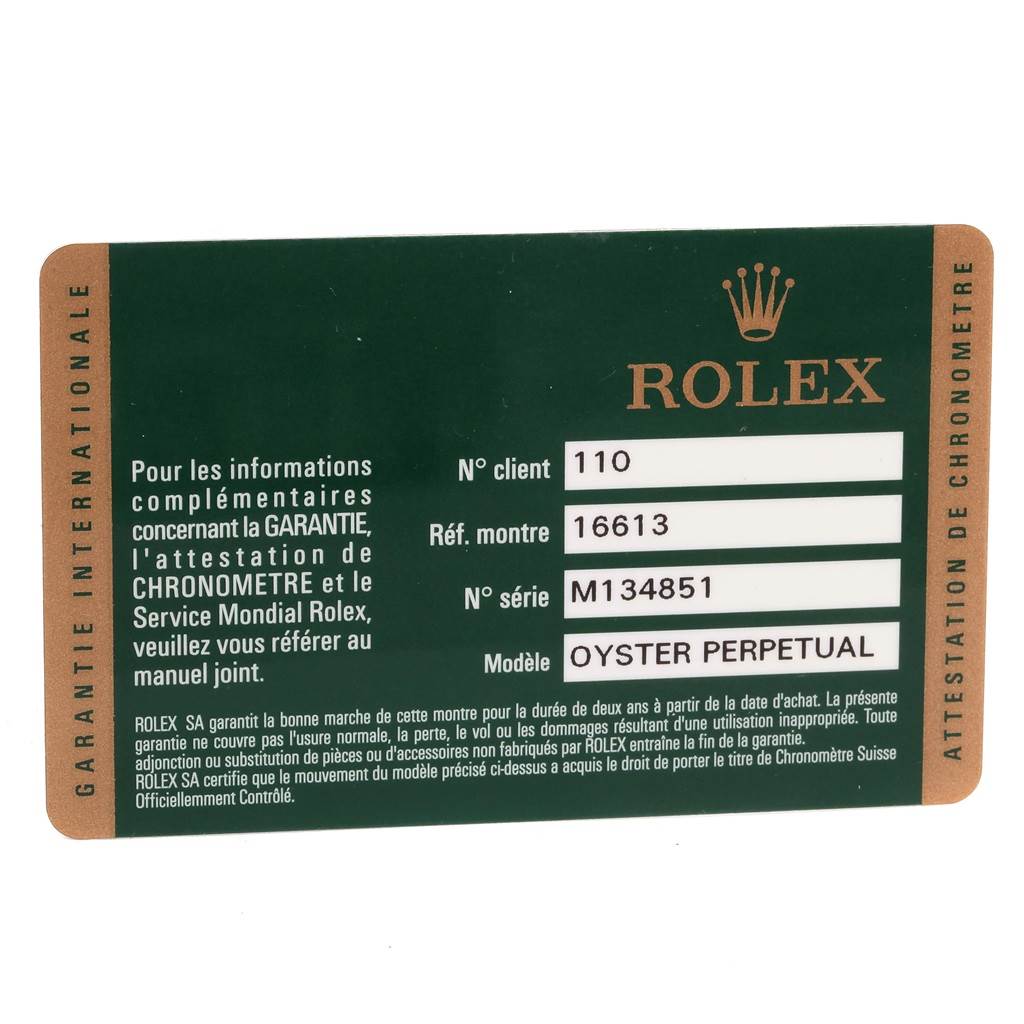 GARANTIE INTERNATIONALE
ROLEX
Pour les informations
complémentaires
concernant la GARANTIE,
l'attestation de
CHRONOMETRE et le
Service Mondial Rolex,
veuillez vous référer au
manuel joint.
N° client 110
Réf. montre 16613
N° série M134851
Modèle OYSTER PERPETUAL
ROLEX SA garantit la bonne marche de cette montre pour la durée de deux ans à partir de la date d'achat. La présente
garantie ne couvre pas l'usure normale, la perte, le vol ou les dommages résultant d'une utilisation inappropriée. Toute
adjonction ou substitution de pièces ou d'accessoires non fabriqués par ROLEX entraîne la fin de la garantie.
ROLEX SA certifie que le mouvement du modèle précisé ci-dessus a acquis le droit de porter le titre de Chronomètre Suisse
Officiellemment Contrôlé.
ATTESTATION DE CHRONOMETRE